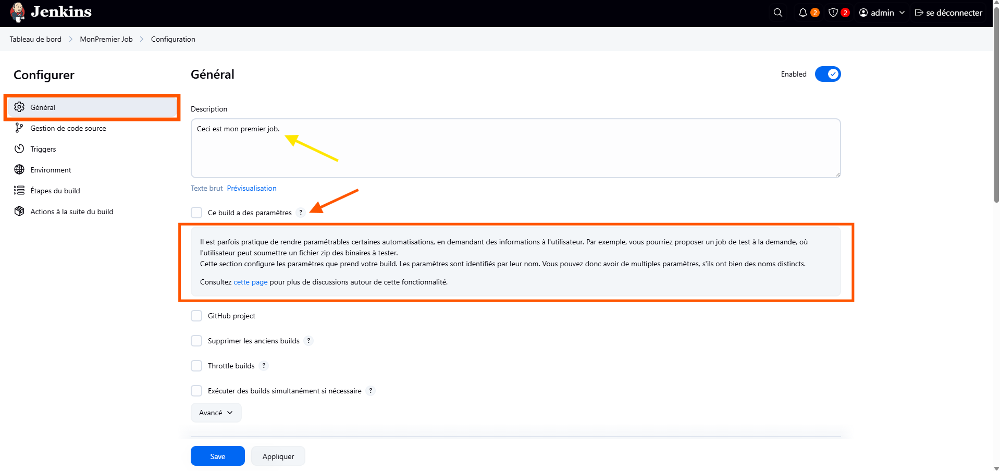 Jenkins
2
2
admin
se déconnecter
Tableau de bord
MonPremier Job
Configuration
Configurer
Général
Gestion de code source
Triggers
Environment
Étapes du build
Actions à la suite du build
Général
Enabled
Description
Ceci est mon premier job.
Texte brut Prévisualisation
Ce build a des paramètres ?
Il est parfois pratique de rendre paramétrables certaines automatisations, en demandant des informations à l'utilisateur. Par exemple, vous pourriez proposer un job de test à la demande, où
l'utilisateur peut soumettre un fichier zip des binaires à tester.
Cette section configure les paramètres que prend votre build. Les paramètres sont identifiés par leur nom. Vous pouvez donc avoir de multiples paramètres, s'ils ont bien des noms distincts.
Consultez cette page pour plus de discussions autour de cette fonctionnalité.
GitHub project
Supprimer les anciens builds ?
Throttle builds ?
Exécuter des builds simultanément si nécessaire ?
Avancé
Save
Appliquer